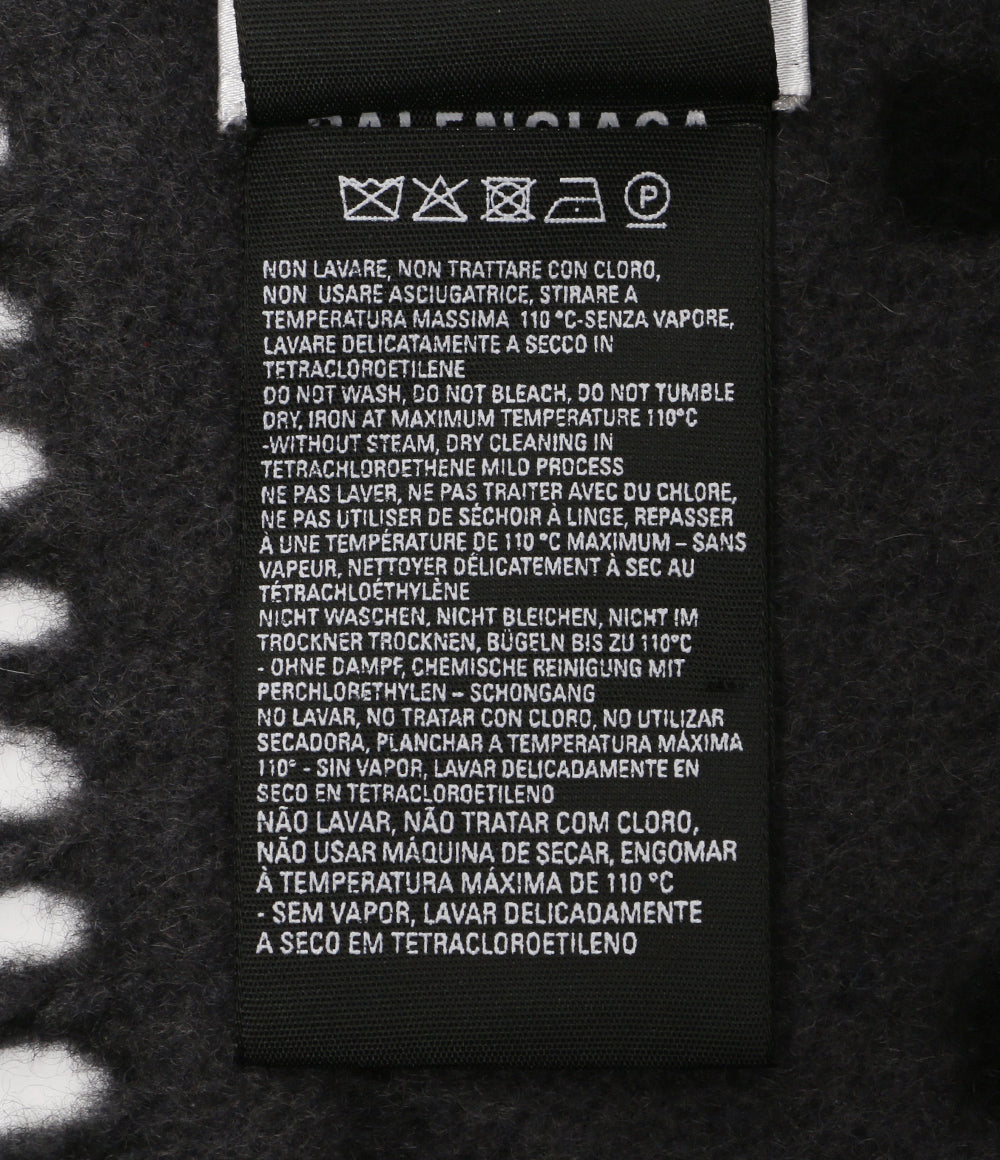 BALENCIAGA
P
NON LAVARE, NON TRATTARE CON CLORO,
NON USARE ASCIUGATRICE, STIRARE A
TEMPERATURA MASSIMA 110 °C-SENZA VAPORE,
LAVARE DELICATAMENTE A SECCO IN
TETRACLOROETILENE
DO NOT WASH, DO NOT BLEACH, DO NOT TUMBLE
DRY, IRON AT MAXIMUM TEMPERATURE 110°C
-WITHOUT STEAM, DRY CLEANING IN
TETRACHLOROETHENE MILD PROCESS
NE PAS LAVER, NE PAS TRAITER AVEC DU CHLORE,
NE PAS UTILISER DE SÉCHOIR À LINGE, REPASSER
À UNE TEMPÉRATURE DE 110 °C MAXIMUM – SANS
VAPEUR, NETTOYER DÉLICATEMENT À SEC AU
TÉTRACHLOÉTHYLÈNE
NICHT WASCHEN, NICHT BLEICHEN, NICHT IM
TROCKNER TROCKNEN, BÜGELN BIS ZU 110°C
- OHNE DAMPF, CHEMISCHE REINIGUNG MIT
PERCHLORETHYLEN – SCHONGANG
NO LAVAR, NO TRATAR CON CLORO, NO UTILIZAR
SECADORA, PLANCHAR A TEMPERATURA MÁXIMA
110° - SIN VAPOR, LAVAR DELICADAMENTE EN
SECO EN TETRACLOROETILENO
NÃO LAVAR, NÃO TRATAR COM CLORO,
NÃO USAR MÁQUINA DE SECAR, ENGOMAR
À TEMPERATURA MÁXIMA DE 110 °C
- SEM VAPOR, LAVAR DELICADAMENTE
A SECO EM TETRACLOROETILENO